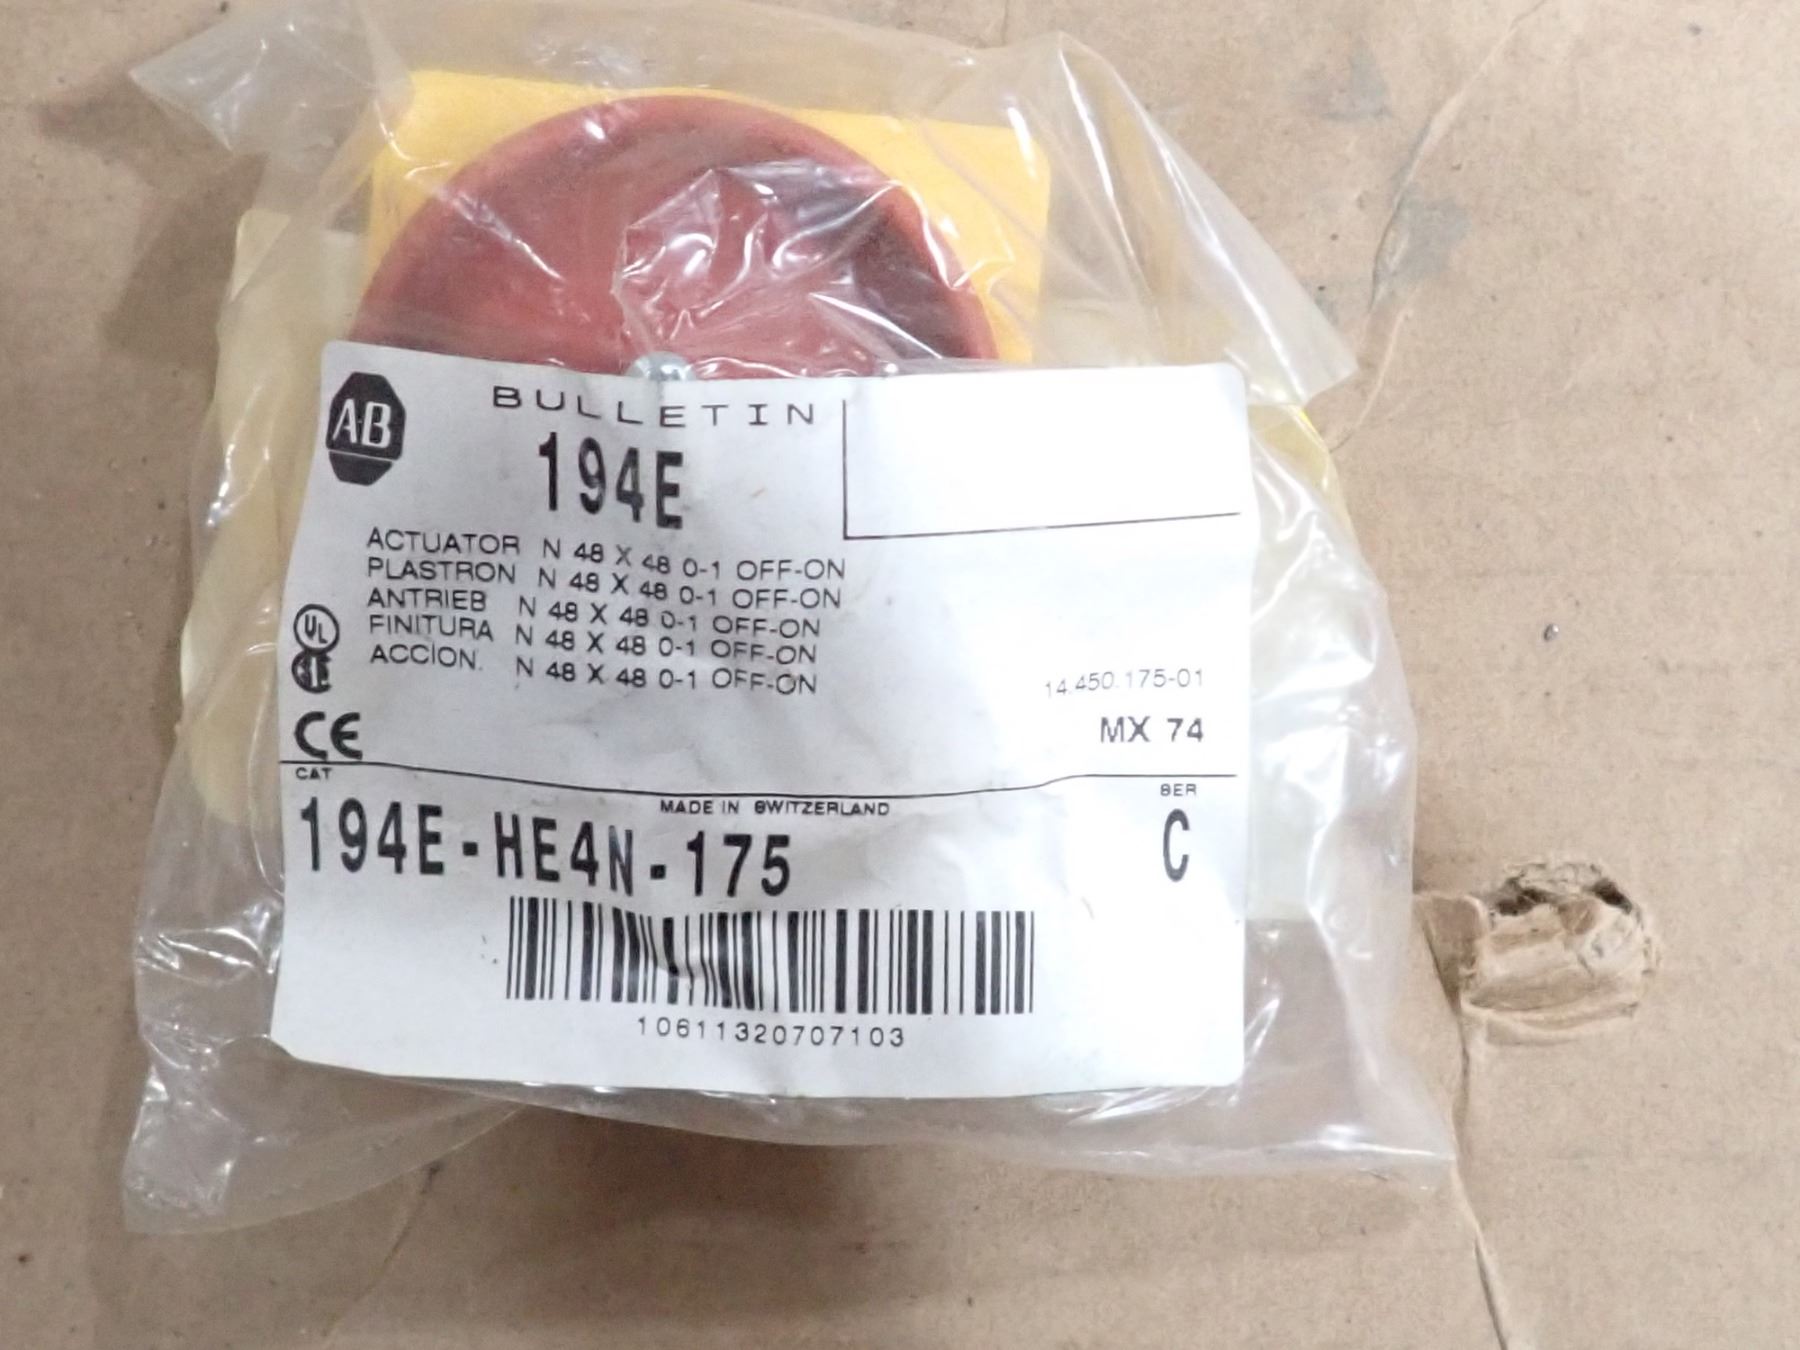 AB
BULLETIN
194E
ACTUATOR N 48 X 48 0-1 OFF-ON
PLASTRON N 48 X 48 0-1 OFF-ON
ANTRIEB N 48 X 48 0-1 OFF-ON
FINITURA N 48 X 48 0-1 OFF-ON
ACCION. N 48 X 48 0-1 OFF-ON
UL
CE
14.450.175-01
MX 74
CAT
MADE IN SWITZERLAND
SER
194E-HE4N-175
C
10611320707103